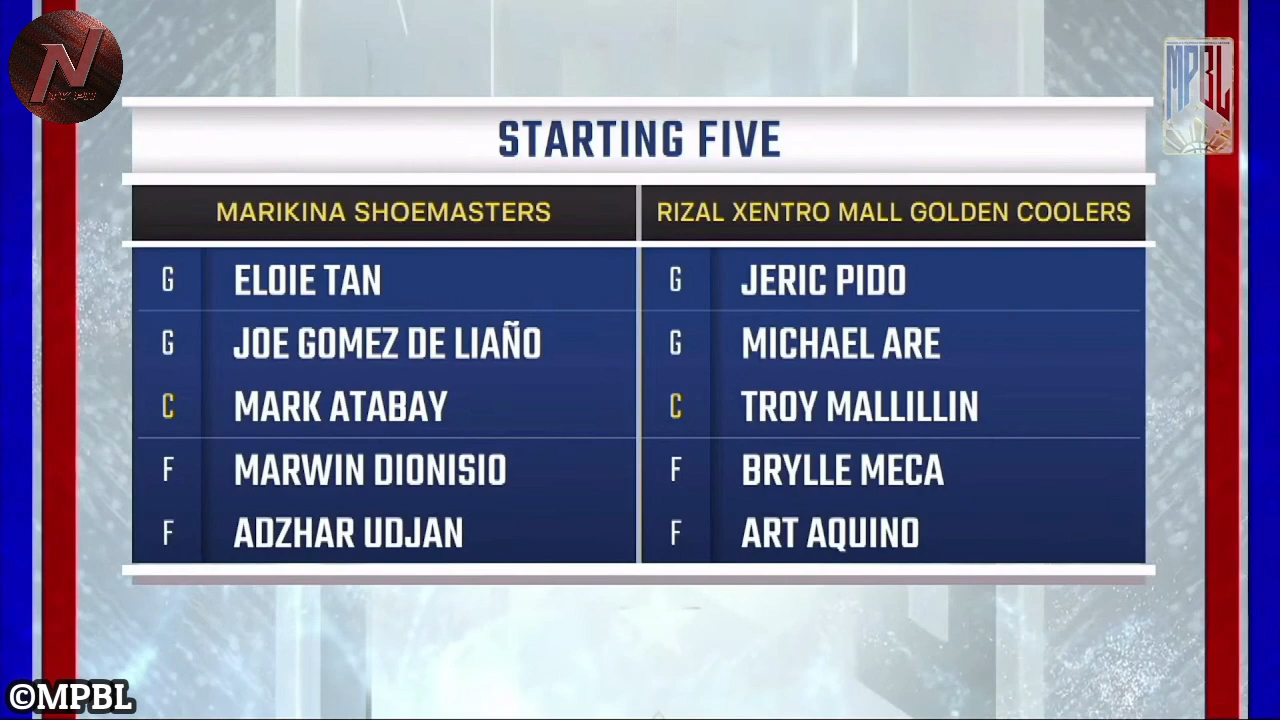 MPBL
STARTING FIVE
MARIKINA SHOEMASTERS
G ELOIE TAN
G JOE GOMEZ DE LIAÑO
C MARK ATABAY
F MARWIN DIONISIO
F ADZHAR UDJAN
RIZAL XENTRO MALL GOLDEN COOLERS
G JERIC PIDO
G MICHAEL ARE
C TROY MALLILLIN
F BRYLLE MECA
F ART AQUINO
©MPBL